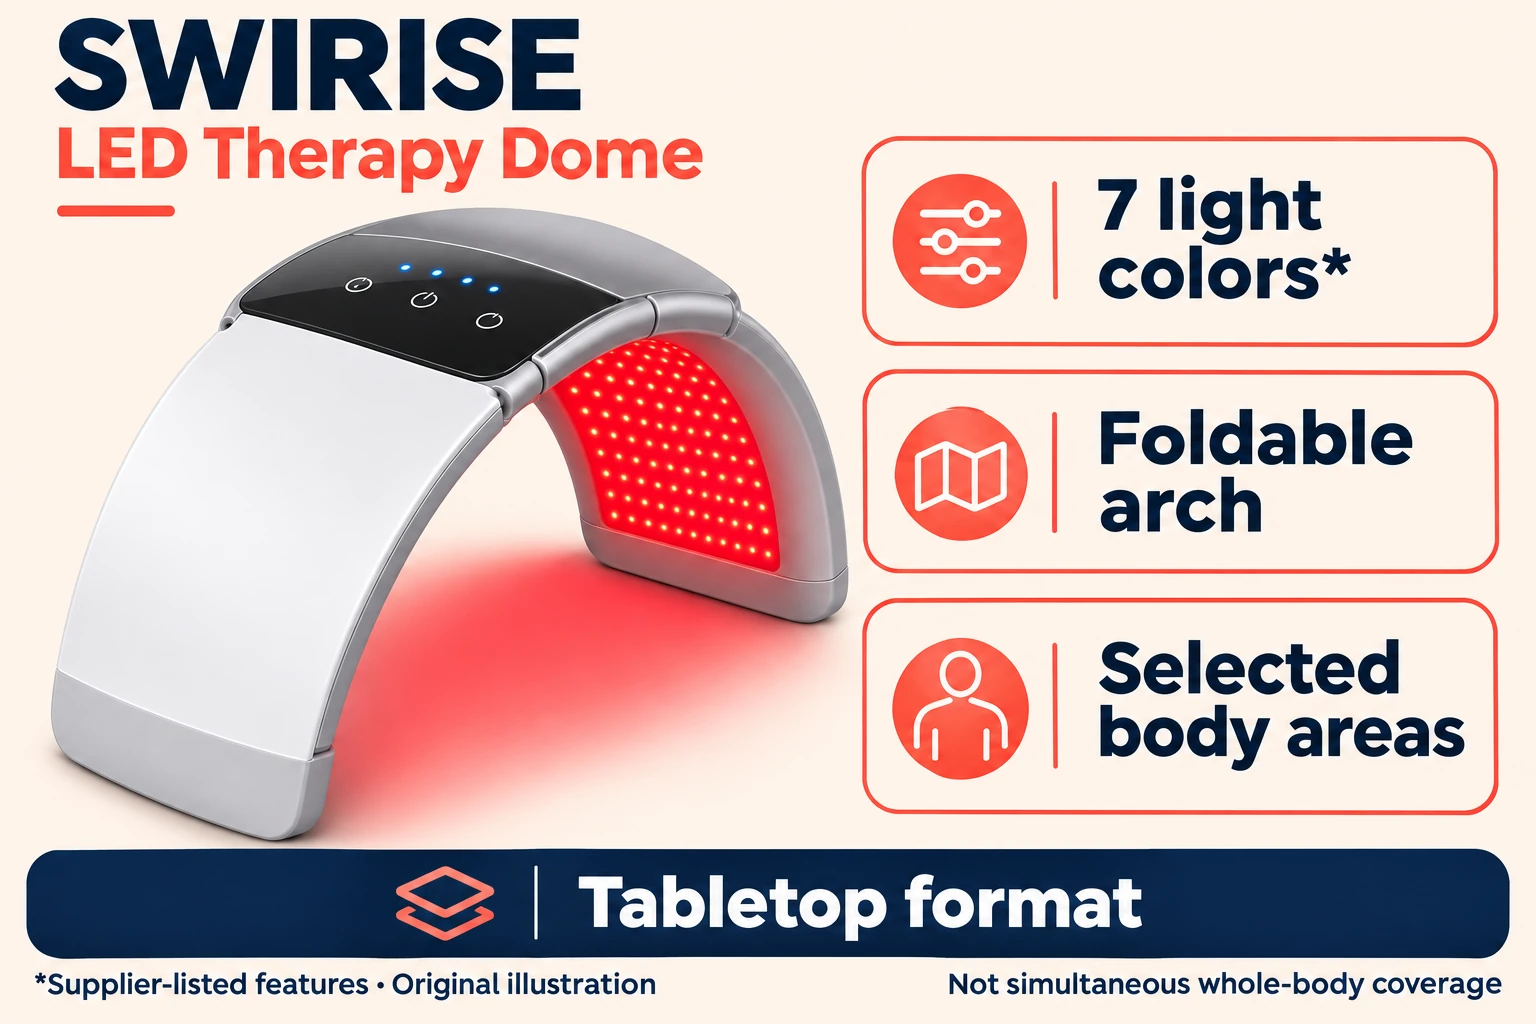 SWIRISE
LED Therapy Dome
7 light
colors*
Foldable
arch
Selected
body areas
Tabletop format
*Supplier-listed features • Original illustration
Not simultaneous whole-body coverage